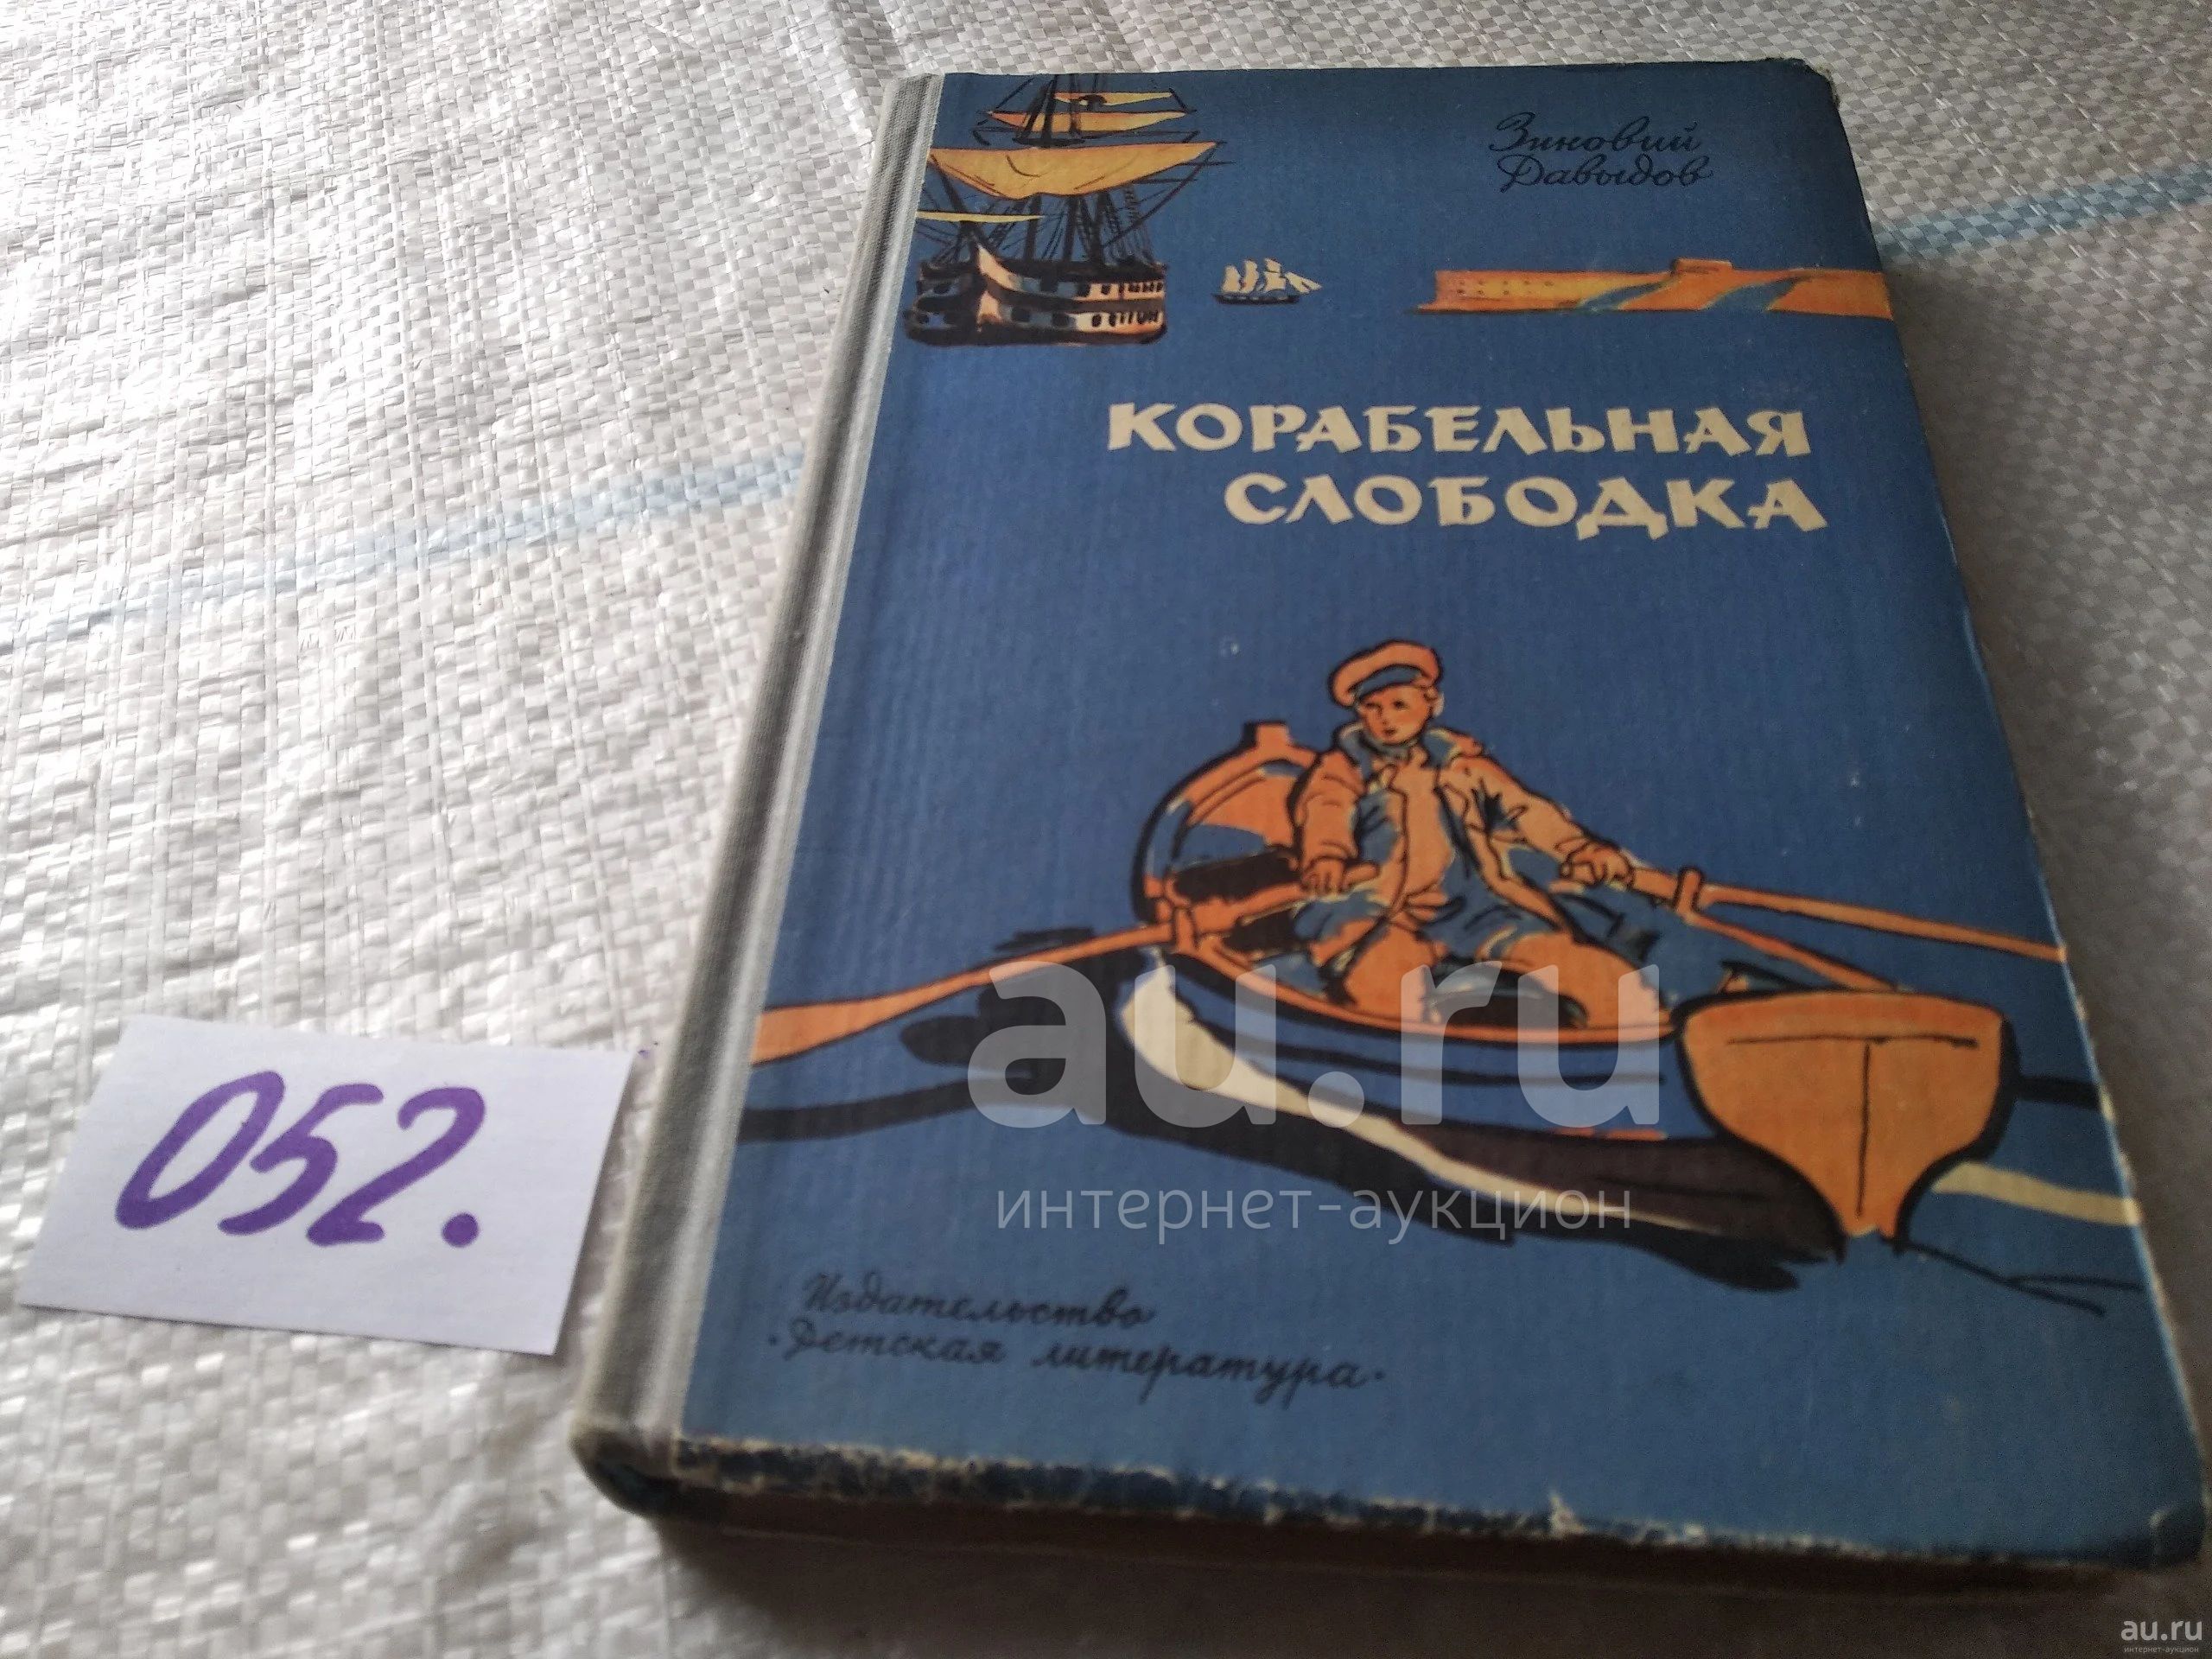 Зиновий
Давыдов
КОРАБЕЛЬНАЯ
СЛОБОДКА
au.ru
интернет-аукцион
052.
Издательство
•Детская литература•
au.ru
интернет-аукцион